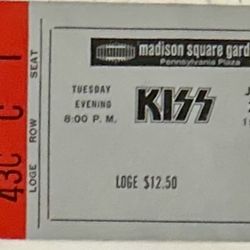 madison square gard
Pennsylvania Plaza
TUESDAY
EVENING
8:00 P. M.
KISS
J
LOGE $12.50
43C C 1
LOGE ROW SEAT